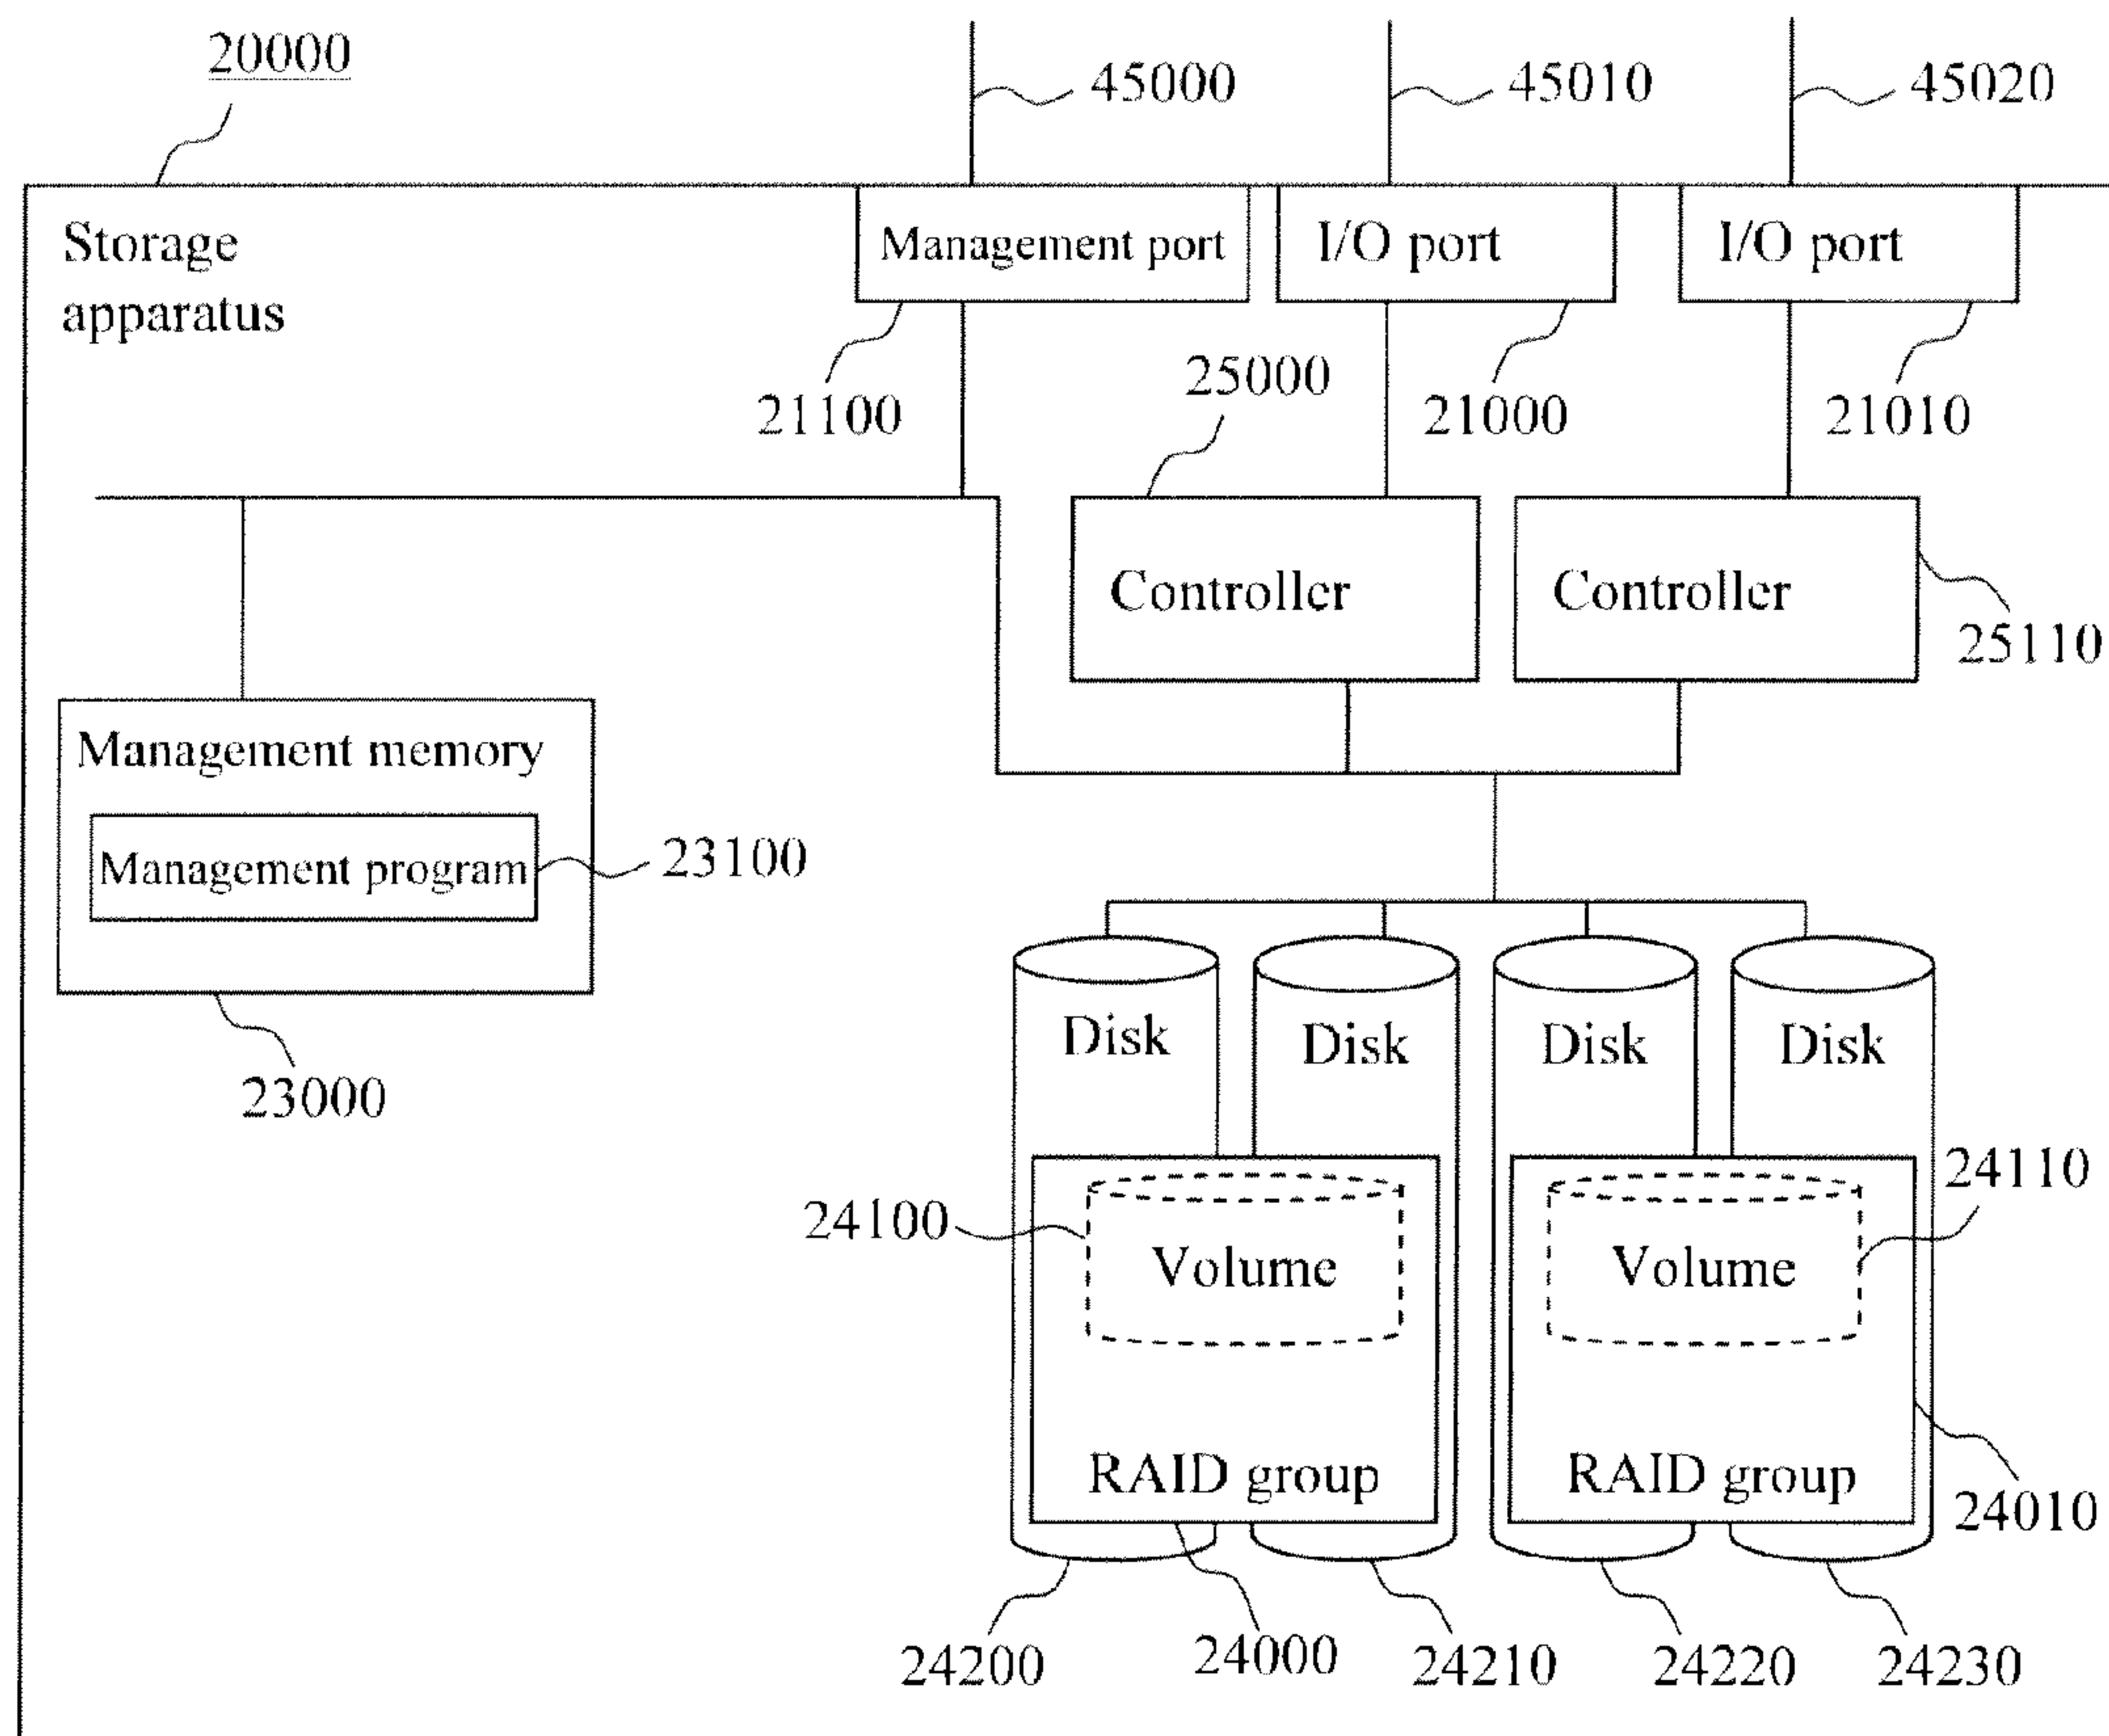 20000
45000
45010
45020
Storage
apparatus
Management port
I/O port
I/O port
21100
25000
21000
21010
Controller
Controller
25110
Management memory
Management program
23100
23000
Disk
Disk
Disk
Disk
24100
Volume
Volume
24110
RAID group
RAID group
24010
24200
24000
24210
24220
24230